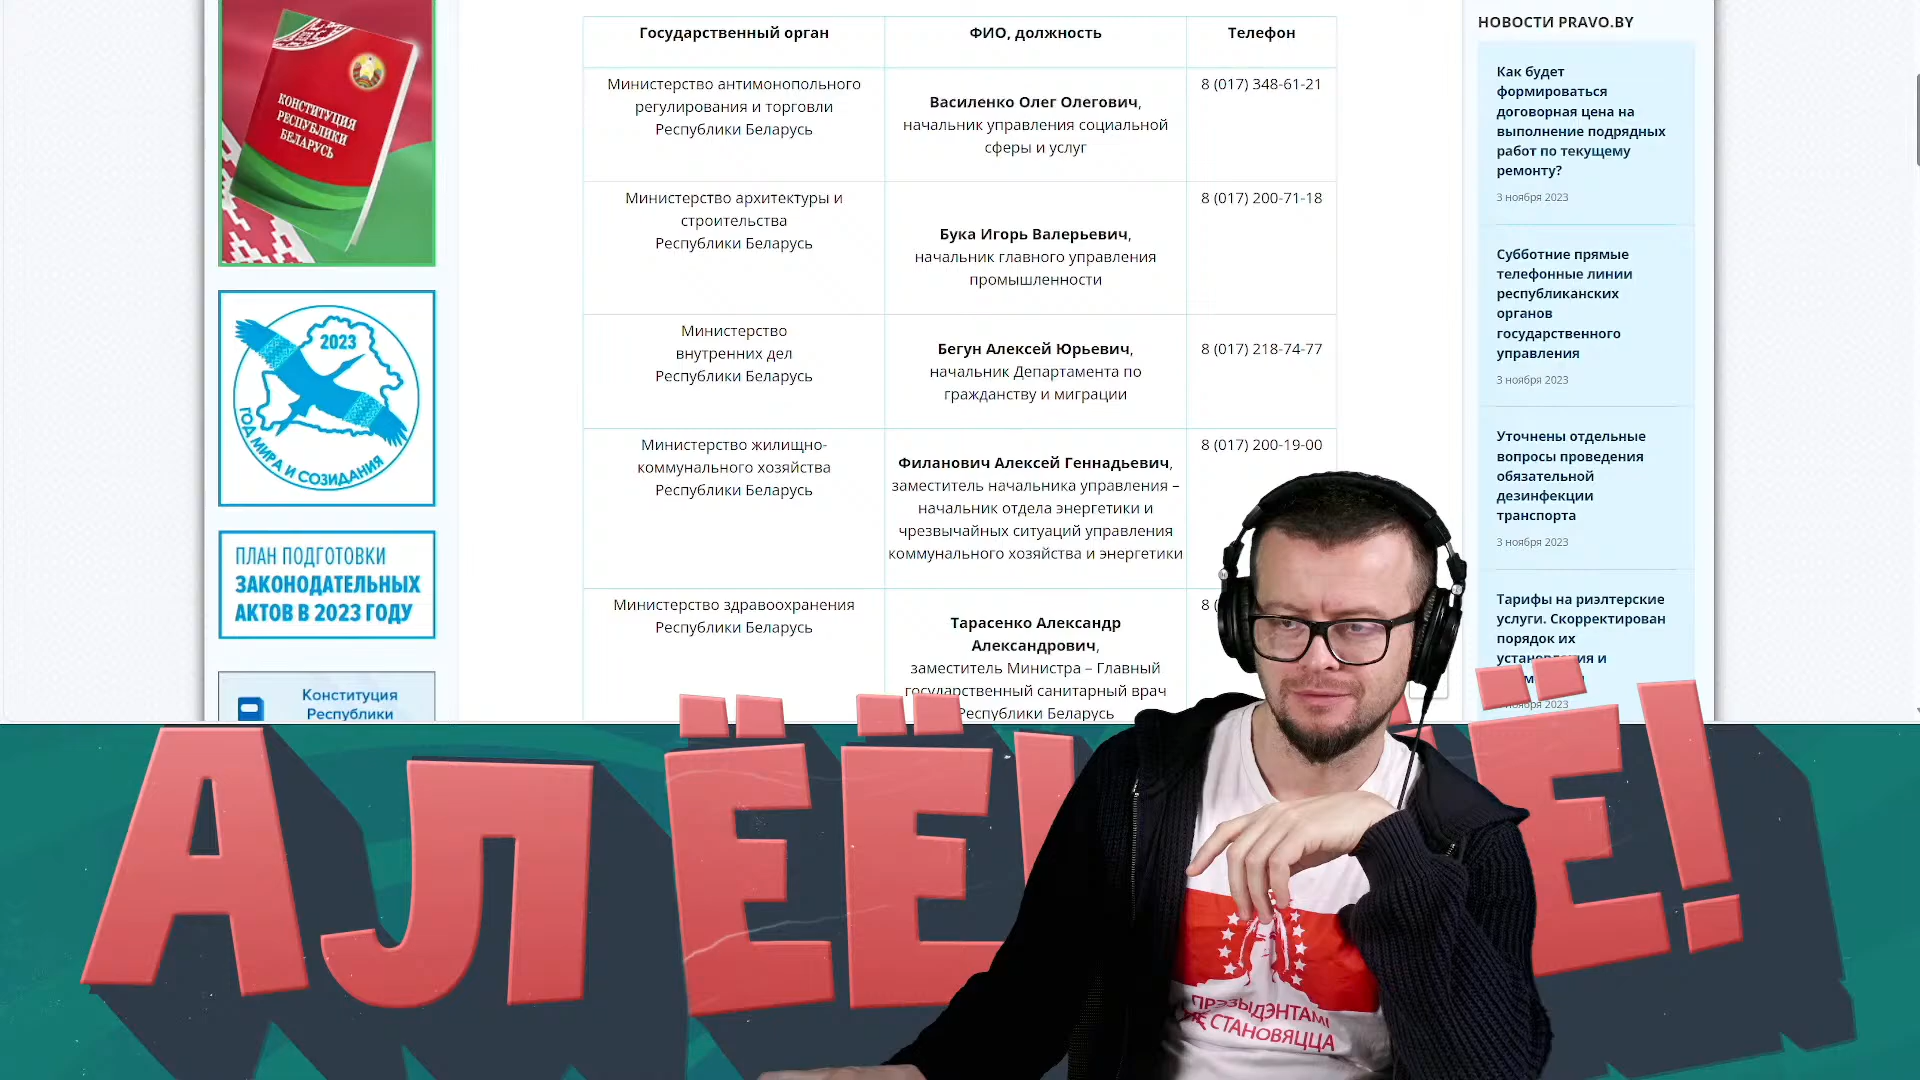 КОНСТИТУЦИЯ
РЕСПУБЛИКИ
БЕЛАРУСЬ
2023
ГОД МИРА И СОЗИДАНИЯ
ПЛАН ПОДГОТОВКИ
ЗАКОНОДАТЕЛЬНЫХ
АКТОВ В 2023 ГОДУ
Конституция
Республики
Государственный орган
ФИО, должность
Телефон
Министерство антимонопольного
регулирования и торговли
Республики Беларусь
Василенко Олег Олегович,
начальник управления социальной
сферы и услуг
8 (017) 348-61-21
Министерство архитектуры и
строительства
Республики Беларусь
Бука Игорь Валерьевич,
начальник главного управления
промышленности
8 (017) 200-71-18
Министерство
внутренних дел
Республики Беларусь
Бегун Алексей Юрьевич,
начальник Департамента по
гражданству и миграции
8 (017) 218-74-77
Министерство жилищно-
коммунального хозяйства
Республики Беларусь
Филанович Алексей Геннадьевич,
заместитель начальника управления –
начальник отдела энергетики и
чрезвычайных ситуаций управления
коммунального хозяйства и энергетики
8 (017) 200-19-00
Министерство здравоохранения
Республики Беларусь
Тарасенко Александр
Александрович,
заместитель Министра – Главный
государственный санитарный врач
Республики Беларусь
8 (
НОВОСТИ PRAVO.BY
Как будет
формироваться
договорная цена на
выполнение подрядных
работ по текущему
ремонту?
3 ноября 2023
Субботние прямые
телефонные линии
республиканских
органов
государственного
управления
3 ноября 2023
Уточнены отдельные
вопросы проведения
обязательной
дезинфекции
транспорта
3 ноября 2023
Тарифы на риэлтерские
услуги. Скорректирован
порядок их
и
ноября 2023
АЛ ЁЁ Ё!
ПРЭЗЫДЭНТАМІ
НЕ СТАНОВЯЦЦА